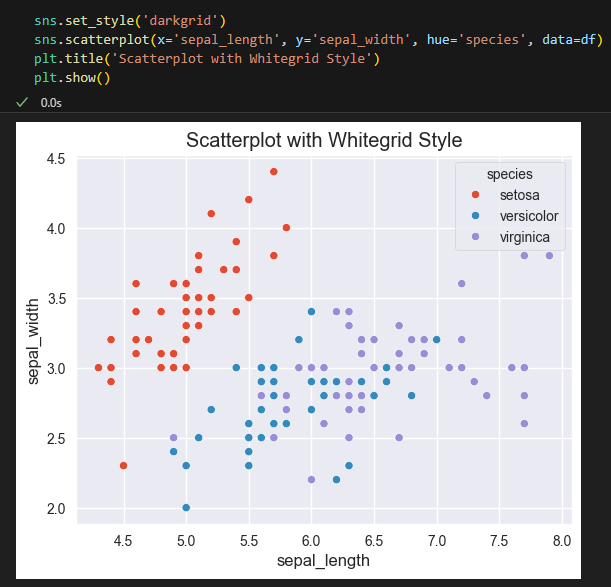 sns.set_style('darkgrid')
sns.scatterplot(x='sepal_length', y='sepal_width', hue='species', data=df)
plt.title('Scatterplot with Whitegrid Style')
plt.show()
0.0s
Scatterplot with Whitegrid Style
species
setosa
versicolor
virginica
4.5
4.0
3.5
3.0
2.5
2.0
sepal_width
4.5 5.0 5.5 6.0 6.5 7.0 7.5 8.0
sepal_length